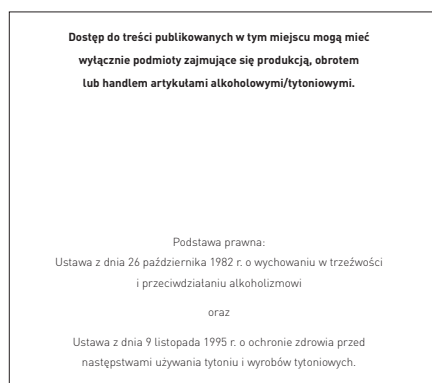 Dostęp do treści publikowanych w tym miejscu mogą mieć
wyłącznie podmioty zajmujące się produkcją, obrotem
lub handlem artykułami alkoholowymi/tytoniowymi.
Podstawa prawna:
Ustawa z dnia 26 października 1982 r. o wychowaniu w trzeźwości
i przeciwdziałaniu alkoholizmowi
oraz
Ustawa z dnia 9 listopada 1995 r. o ochronie zdrowia przed
następstwami używania tytoniu i wyrobów tytoniowych.